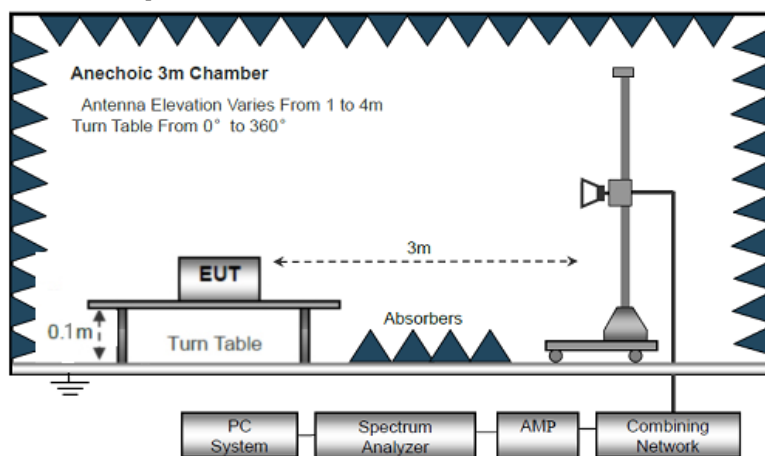 Anechoic 3m Chamber
Antenna Elevation Varies From 1 to 4m
Turn Table From 0° to 360°
3m
EUT
0.1m
Turn Table
Absorbers
PC
System
Spectrum
Analyzer
AMP
Combining
Network